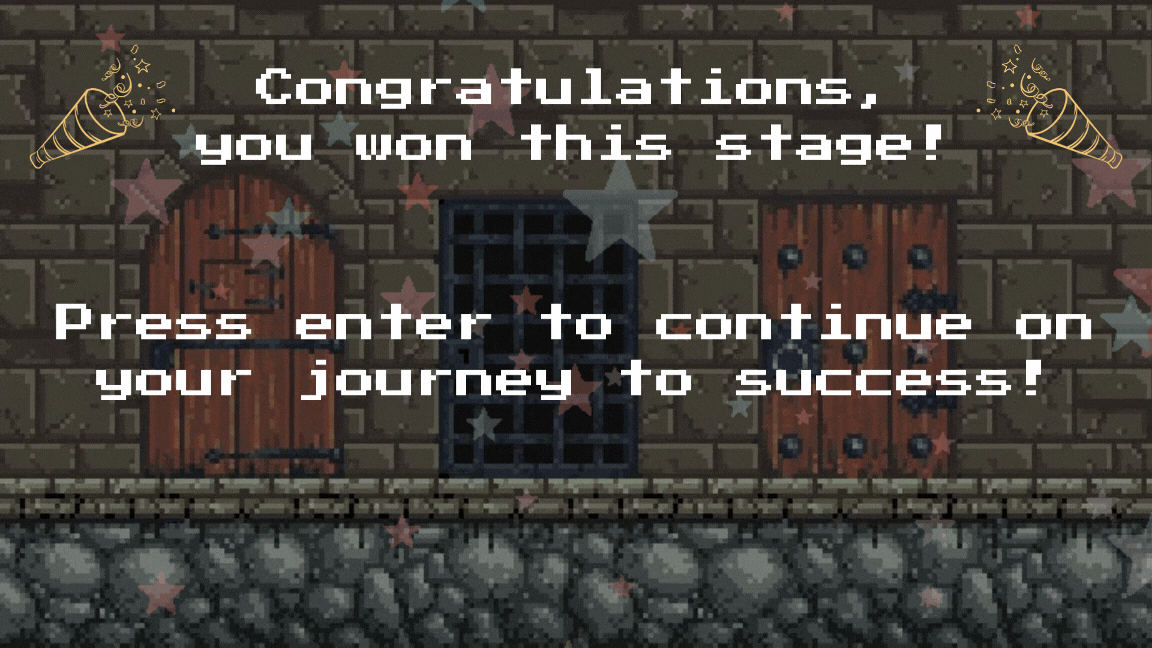 Congratulations,
you won this stage!
Press enter to continue on
your journey to success!